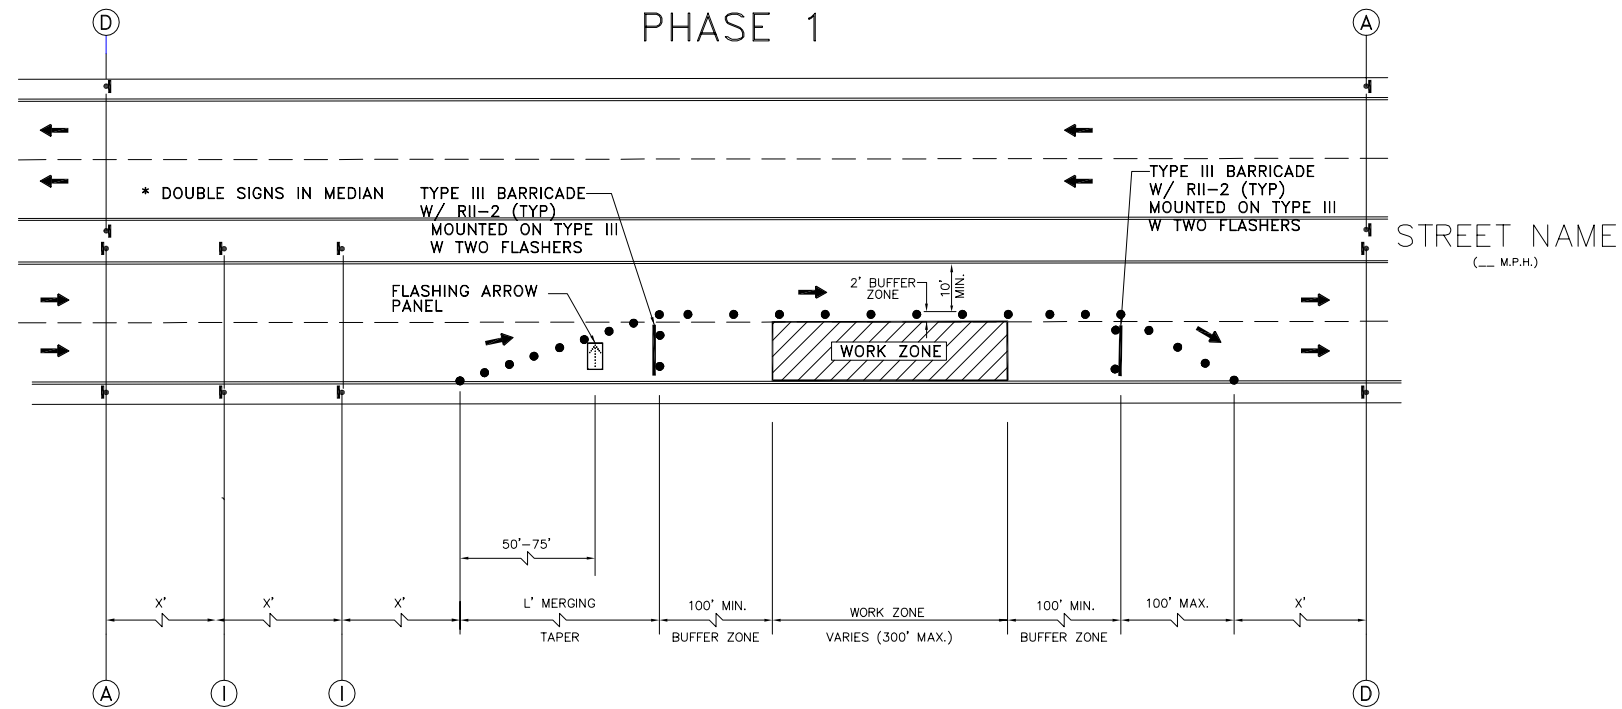 D
PHASE 1
A
* DOUBLE SIGNS IN MEDIAN
TYPE III BARRICADE
W/ RII-2 (TYP)
MOUNTED ON TYPE III
W TWO FLASHERS
TYPE III BARRICADE
W/ RII-2 (TYP)
MOUNTED ON TYPE III
W TWO FLASHERS
STREET NAME
(__ M.P.H.)
FLASHING ARROW
PANEL
2' BUFFER
ZONE
10'
MIN.
WORK ZONE
50'-75'
X'
X'
X'
L' MERGING
TAPER
100' MIN.
BUFFER ZONE
WORK ZONE
VARIES (300' MAX.)
100' MIN.
BUFFER ZONE
100' MAX.
X'
A
I
I
D